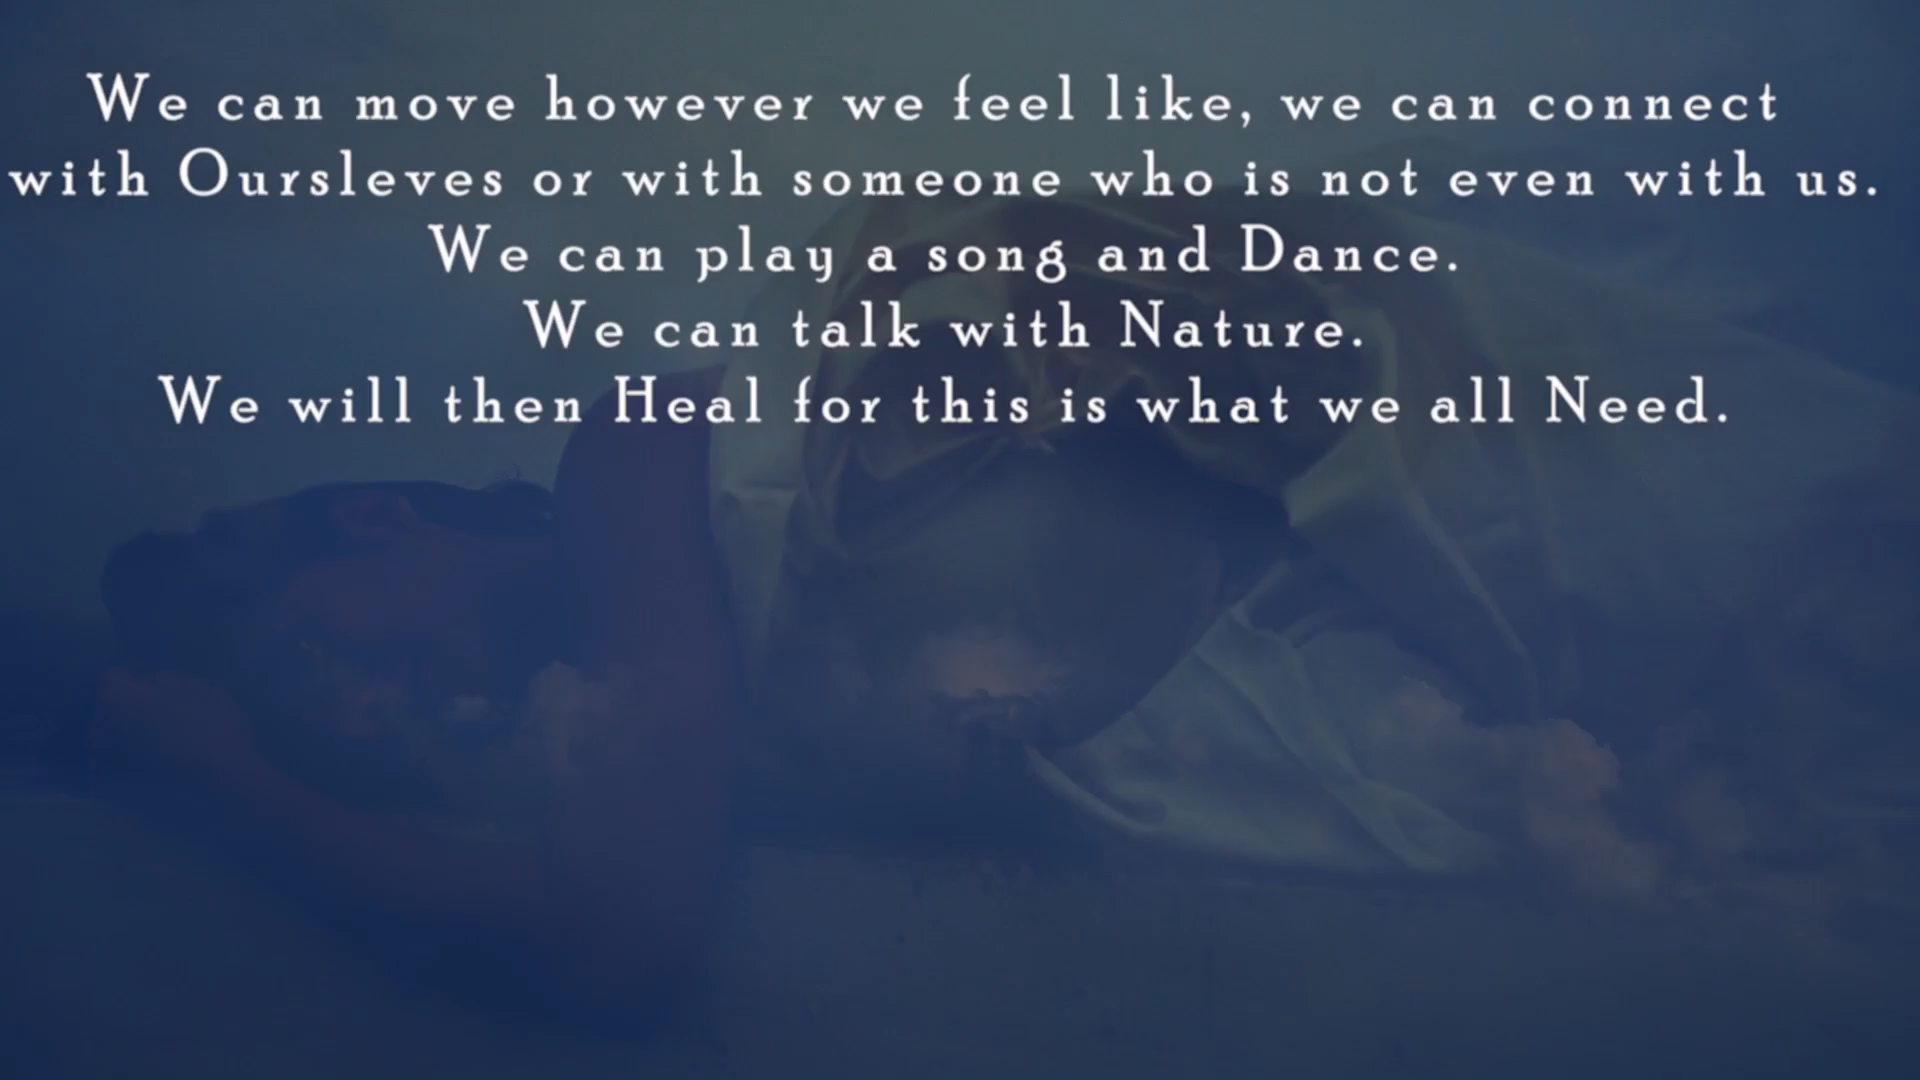 We can move however we feel like, we can connect
with Oursleves or with someone who is not even with us.
We can play a song and Dance.
We can talk with Nature.
We will then Heal for this is what we all Need.